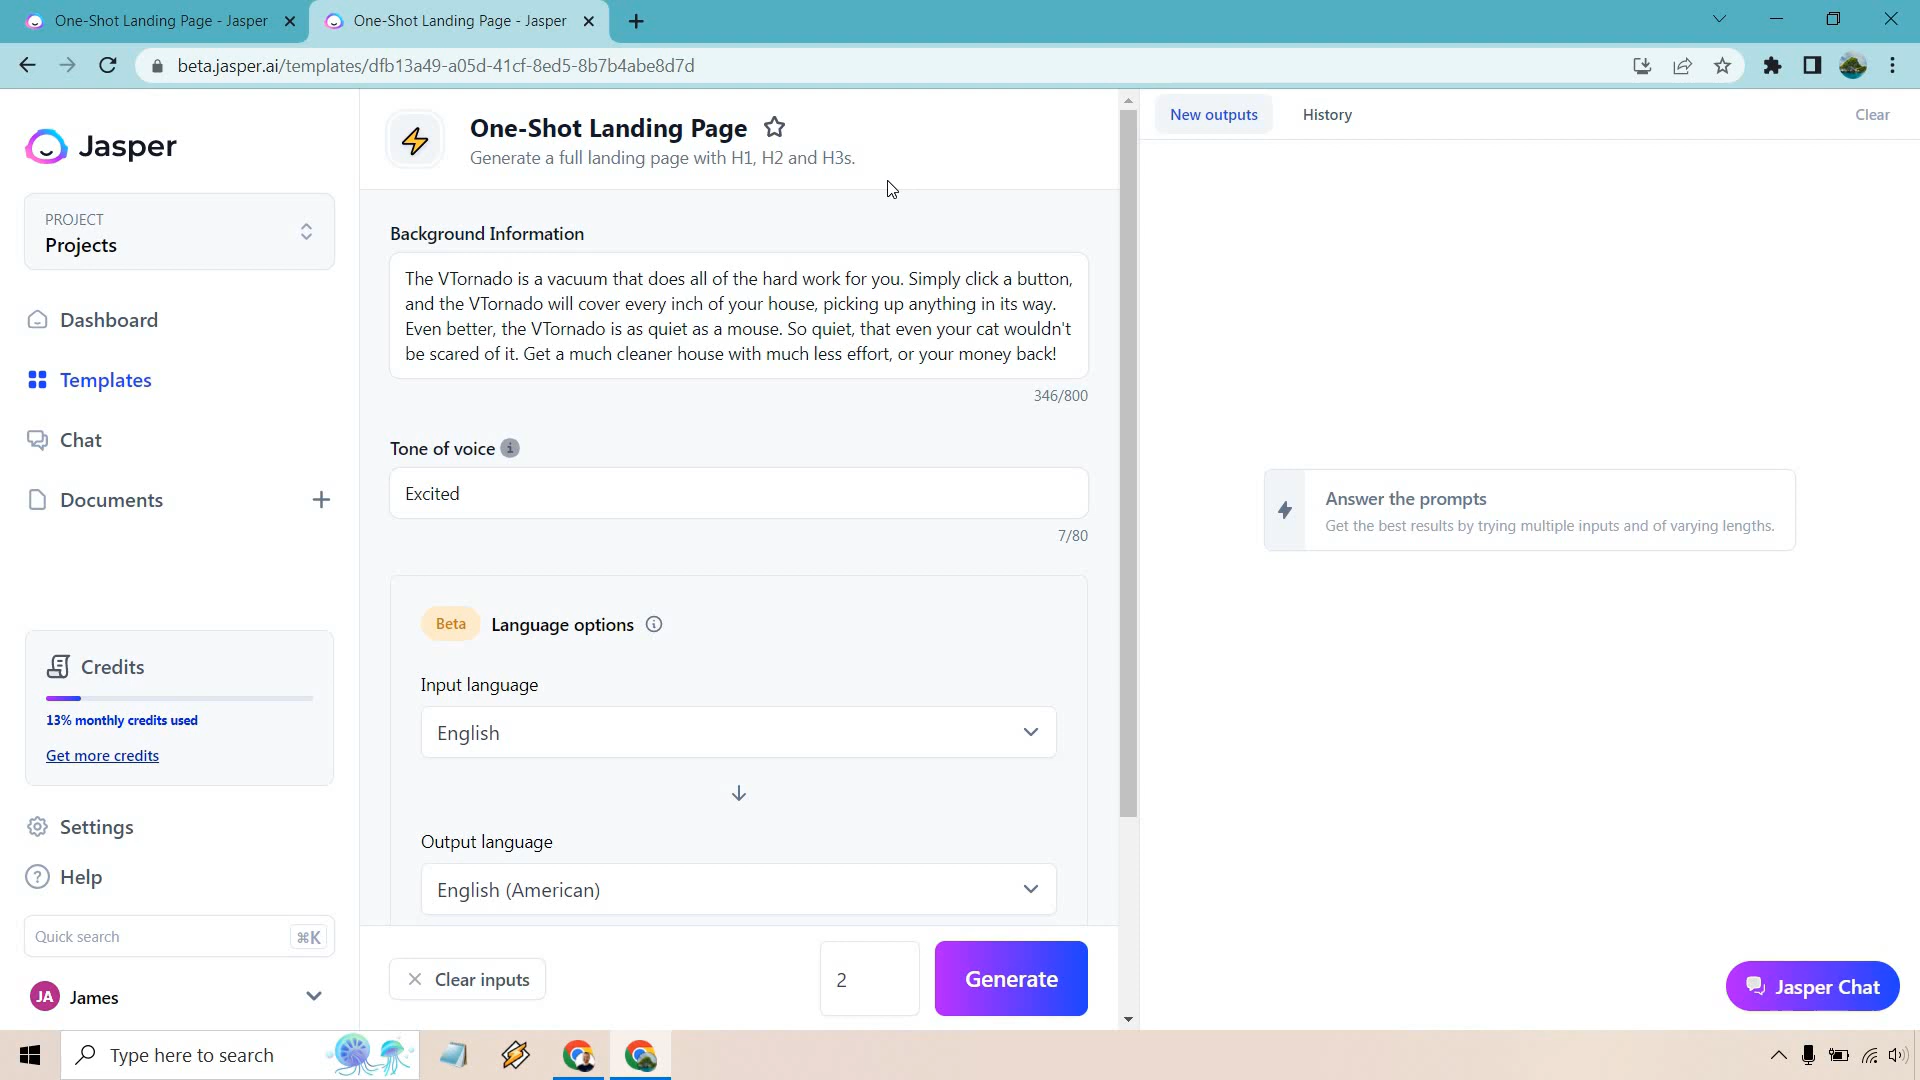 One-Shot Landing Page - Jasper
One-Shot Landing Page - Jasper
beta.jasper.ai/templates/dfb13a49-a05d-41cf-8ed5-8b7b4abe8d7d
Jasper
PROJECT
Projects
Dashboard
Templates
Chat
Documents
Credits
13% monthly credits used
Get more credits
Settings
Help
Quick search
⌘K
JA
James
One-Shot Landing Page
Generate a full landing page with H1, H2 and H3s.
Background Information
The VTornado is a vacuum that does all of the hard work for you. Simply click a button,
and the VTornado will cover every inch of your house, picking up anything in its way.
Even better, the VTornado is as quiet as a mouse. So quiet, that even your cat wouldn't
be scared of it. Get a much cleaner house with much less effort, or your money back!
346/800
Tone of voice
Excited
7/80
Beta
Language options
Input language
English
Output language
English (American)
Clear inputs
2
Generate
New outputs
History
Clear
Answer the prompts
Get the best results by trying multiple inputs and of varying lengths.
Jasper Chat
Type here to search